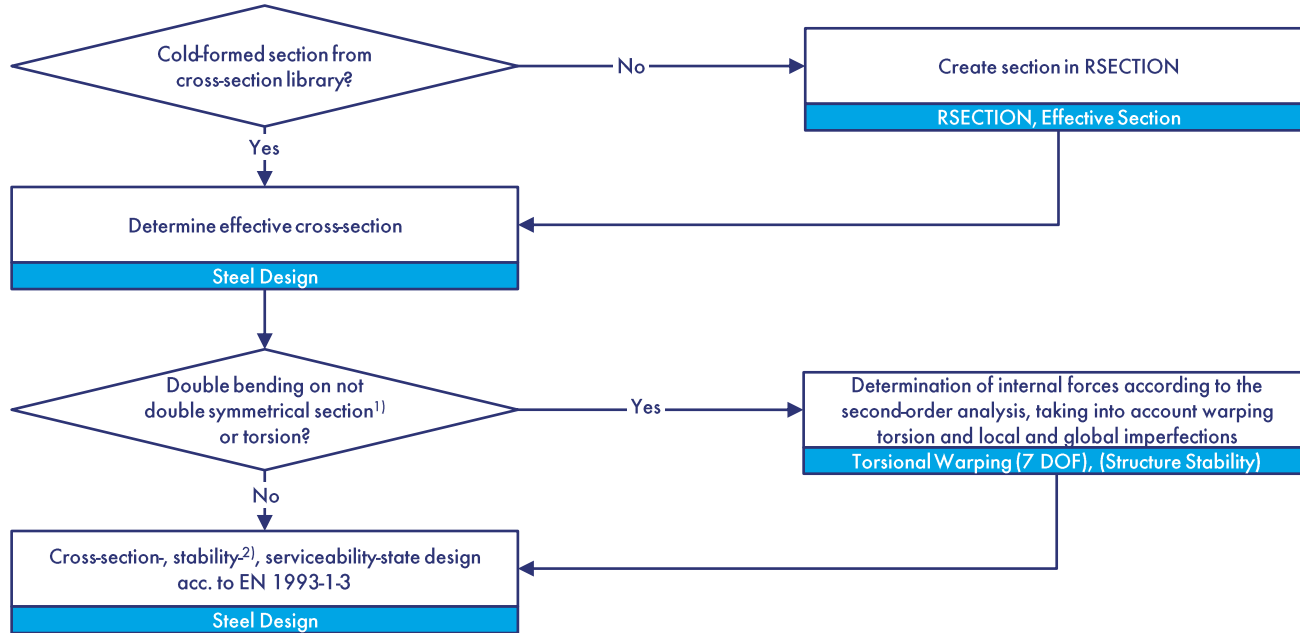 Cold-formed section from
cross-section library?
No
Create section in RSECTION
RSECTION, Effective Section
Yes
Determine effective cross-section
Steel Design
Double bending on not
double symmetrical section¹⁾
or torsion?
Yes
Determination of internal forces according to the
second-order analysis, taking into account warping
torsion and local and global imperfections
Torsional Warping (7 DOF), (Structure Stability)
No
Cross-section-, stability-²⁾, serviceability-state design
acc. to EN 1993-1-3
Steel Design